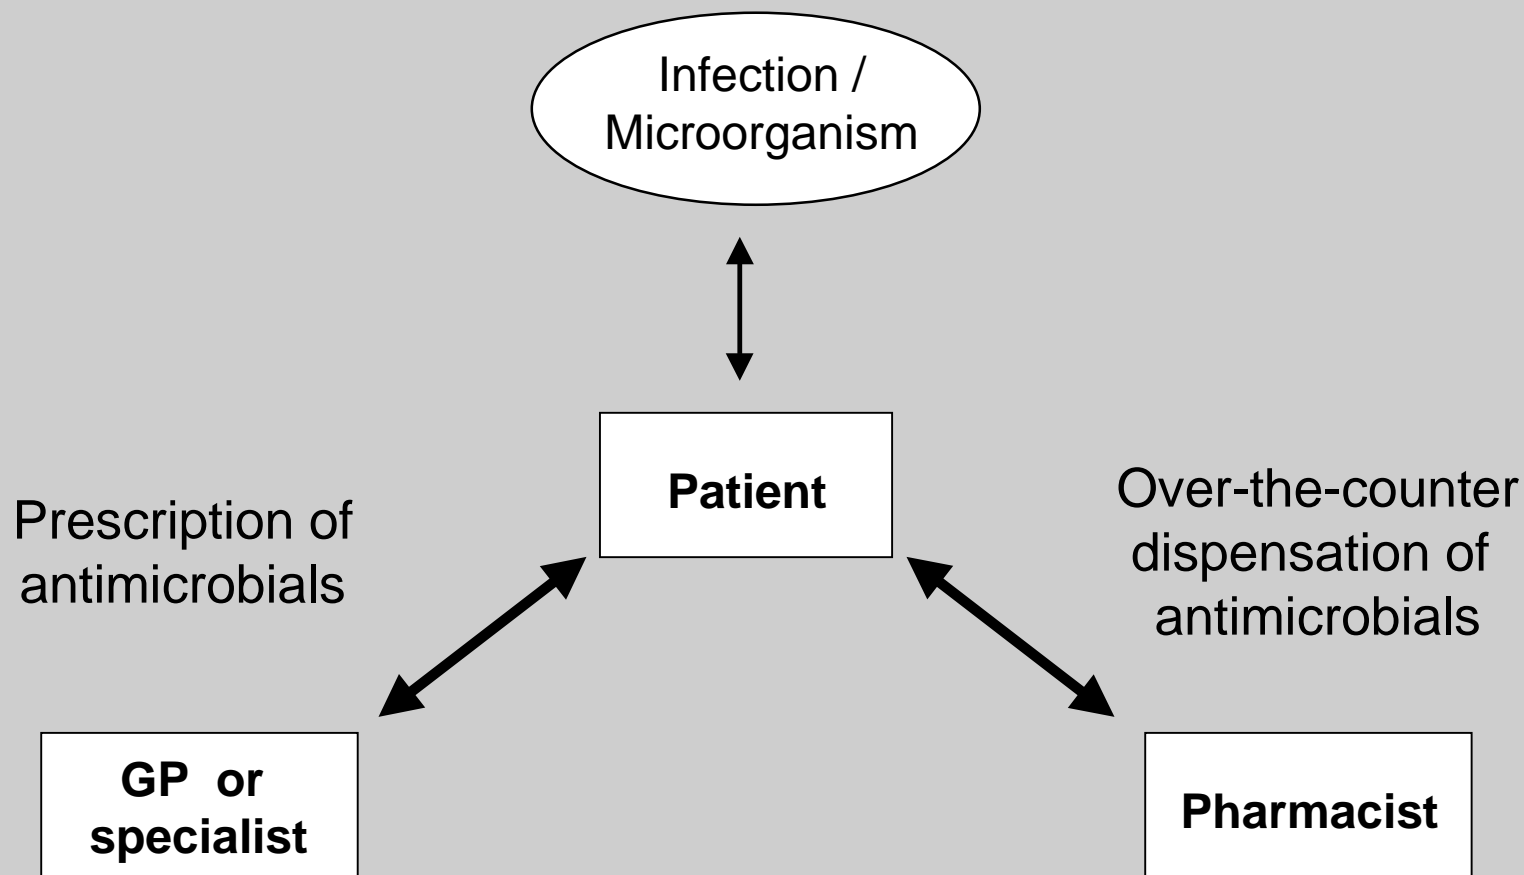 Infection /
Microorganism
Patient
Prescription of
antimicrobials
Over-the-counter
dispensation of
antimicrobials
GP or
specialist
Pharmacist